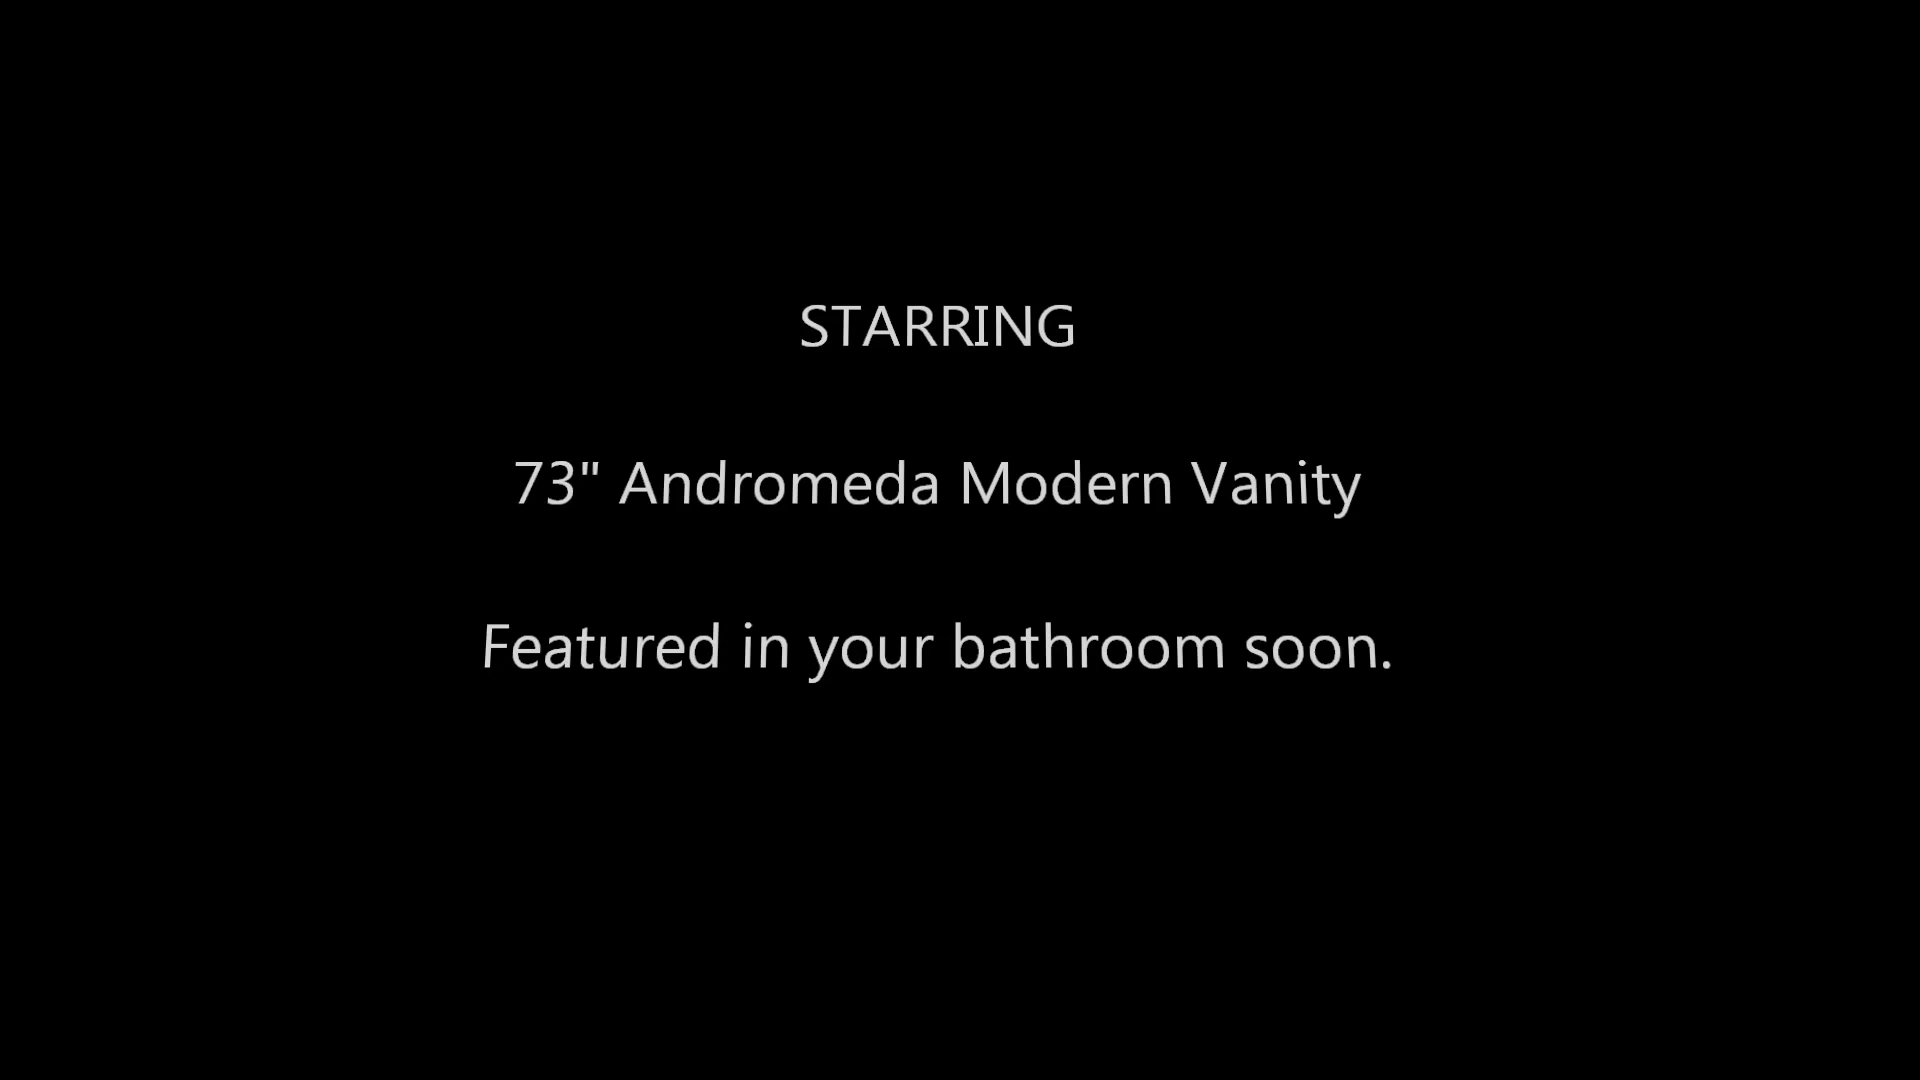 STARRING
73" Andromeda Modern Vanity
Featured in your bathroom soon.